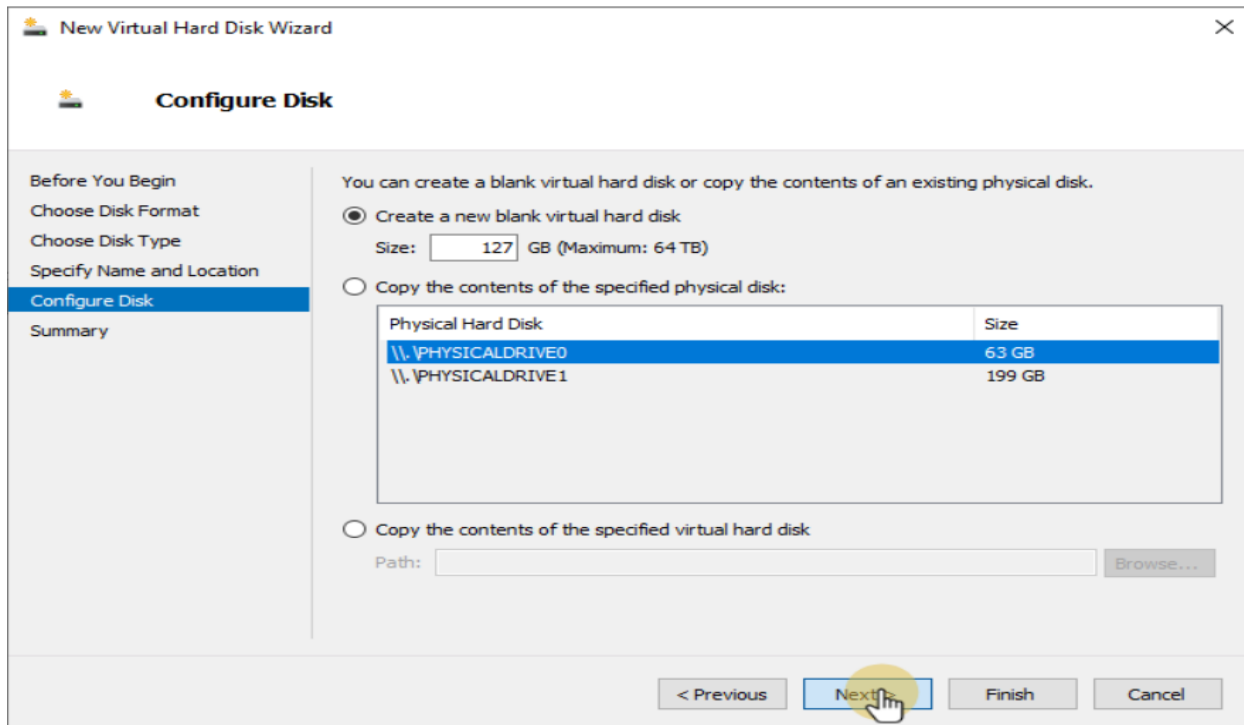 New Virtual Hard Disk Wizard
Configure Disk
Before You Begin
Choose Disk Format
Choose Disk Type
Specify Name and Location
Configure Disk
Summary
You can create a blank virtual hard disk or copy the contents of an existing physical disk.
Create a new blank virtual hard disk
Size: 127 GB (Maximum: 64 TB)
Copy the contents of the specified physical disk:
Physical Hard Disk Size
\\.\PHYSICALDRIVE0 63 GB
\\.\PHYSICALDRIVE1 199 GB
Copy the contents of the specified virtual hard disk
Path: Browse...
< Previous Next > Finish Cancel